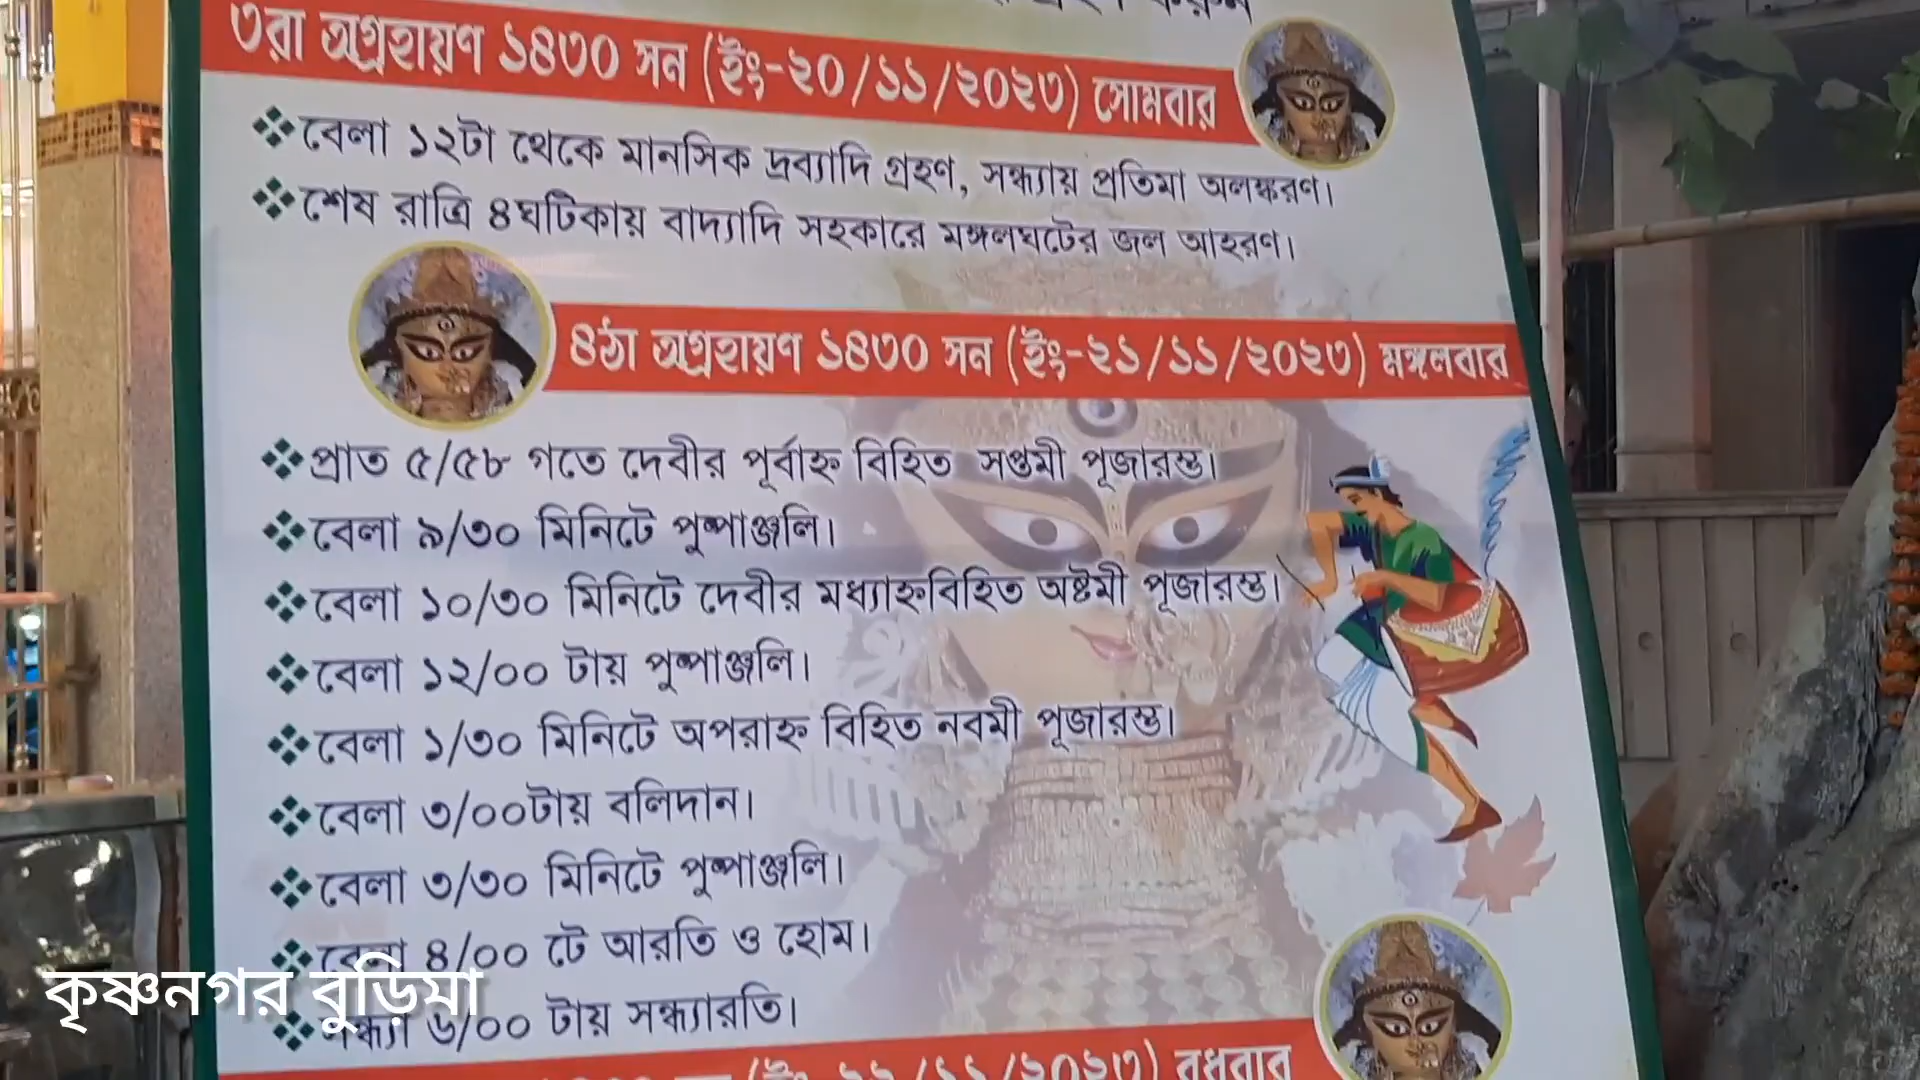 ৩রা অগ্রহায়ণ ১৪৩০ সন (ইং-২০/১১/২০২৩) সোমবার
❖বেলা ১২টা থেকে মানসিক দ্রব্যাদি গ্রহণ, সন্ধ্যায় প্রতিমা অলঙ্করণ।
❖শেষ রাত্রি ৪ঘটিকায় বাদ্যাদি সহকারে মঙ্গলঘটের জল আহরণ।
৪ঠা অগ্রহায়ণ ১৪৩০ সন (ইং-২১/১১/২০২৩) মঙ্গলবার
❖প্রাত ৫/৫৮ গতে দেবীর পূর্বাহ্ন বিহিত সপ্তমী পূজারম্ভ।
❖বেলা ৯/৩০ মিনিটে পুষ্পাঞ্জলি।
❖বেলা ১০/৩০ মিনিটে দেবীর মধ্যাহ্নবিহিত অষ্টমী পূজারম্ভ।
❖বেলা ১২/০০ টায় পুষ্পাঞ্জলি।
❖বেলা ১/৩০ মিনিটে অপরাহ্ন বিহিত নবমী পূজারম্ভ।
❖বেলা ৩/০০টায় বলিদান।
❖বেলা ৩/৩০ মিনিটে পুষ্পাঞ্জলি।
❖বেলা ৪/০০ টে আরতি ও হোম।
কৃষ্ণনগর বুড়িমা
❖সন্ধ্যা ৬/০০ টায় সন্ধ্যারতি।
(ইং-২২/১১/২০২৩) বুধবার